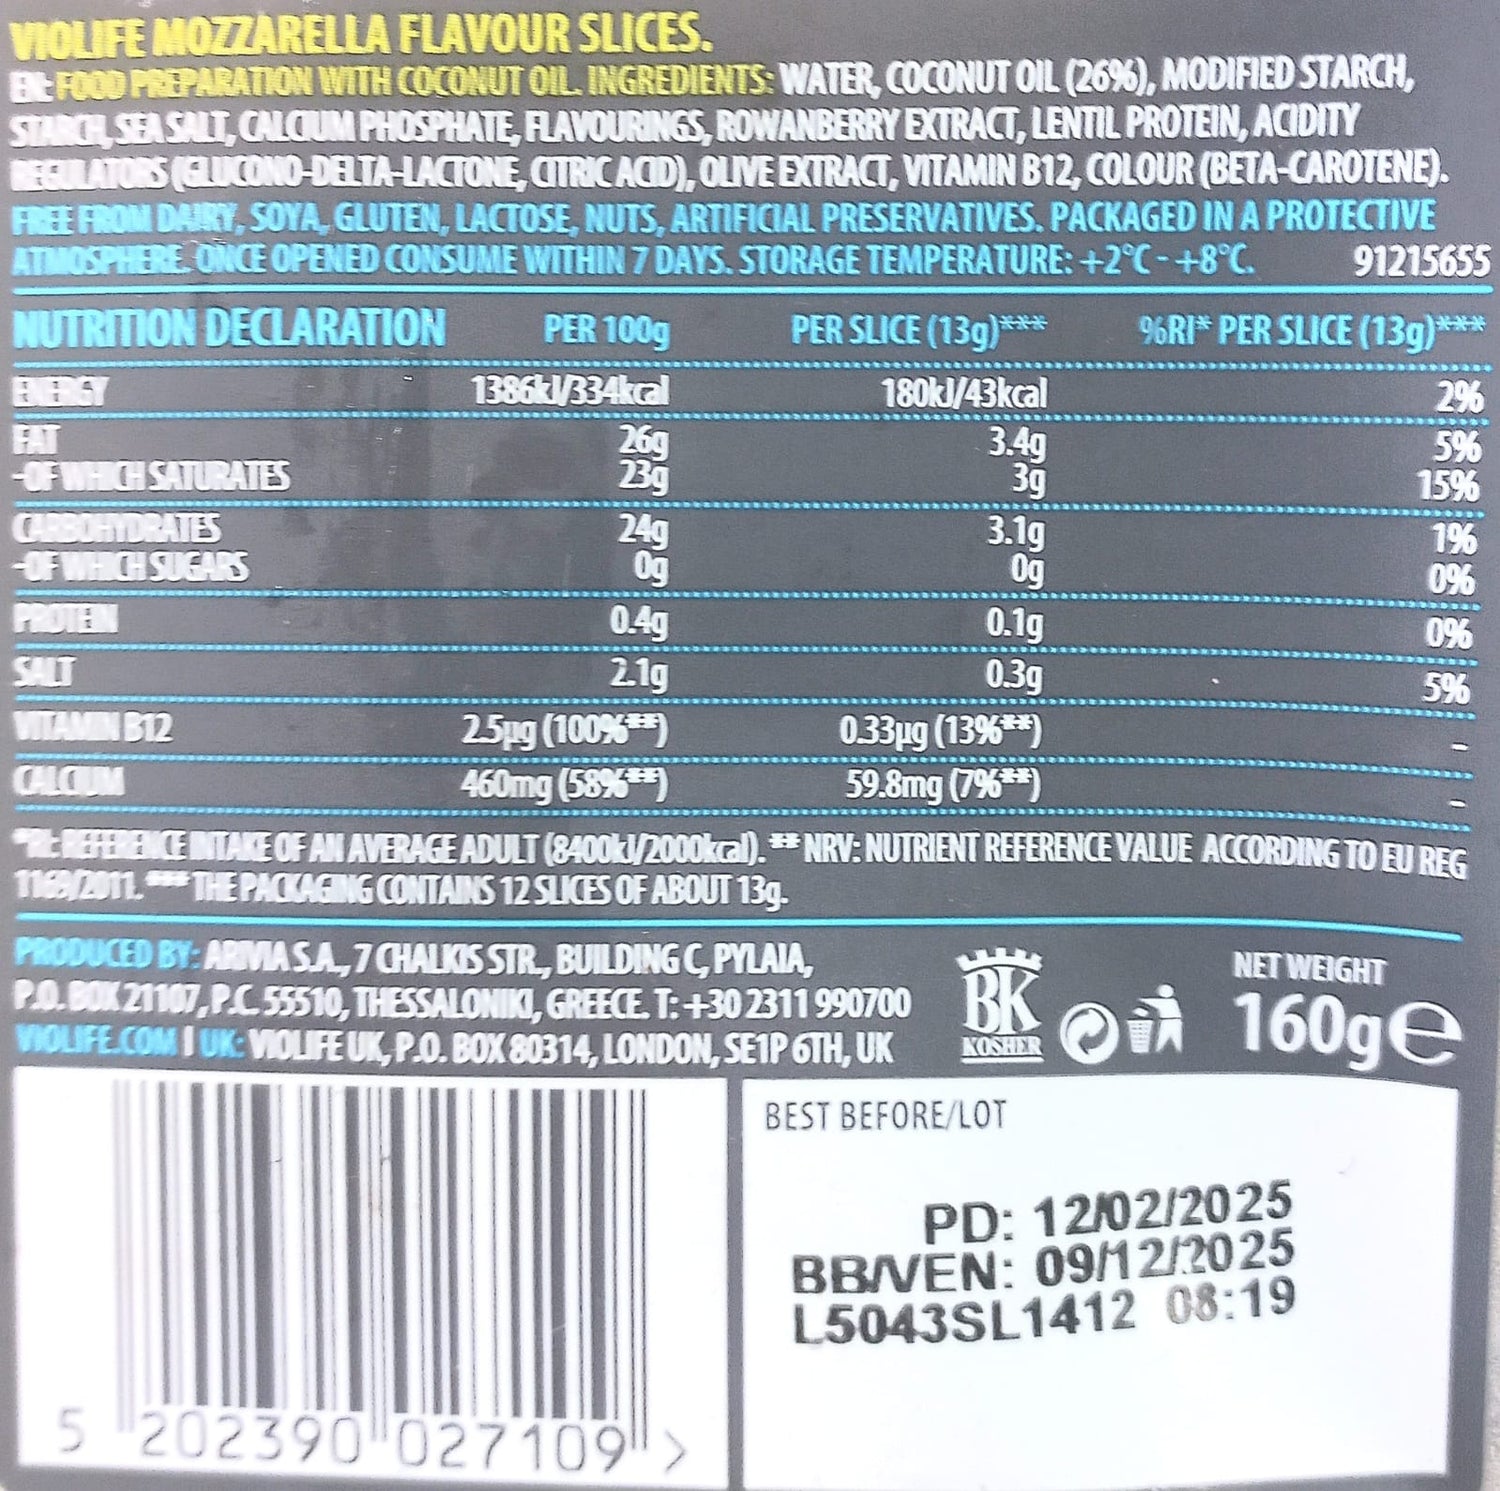 VIOLIFE MOZZARELLA FLAVOUR SLICES.
EN: FOOD PREPARATION WITH COCONUT OIL. INGREDIENTS: WATER, COCONUT OIL (26%), MODIFIED STARCH,
STARCH, SEA SALT, CALCIUM PHOSPHATE, FLAVOURINGS, ROWANBERRY EXTRACT, LENTIL PROTEIN, ACIDITY
REGULATORS (GLUCONO-DELTA-LACTONE, CITRIC ACID), OLIVE EXTRACT, VITAMIN B12, COLOUR (BETA-CAROTENE).
FREE FROM DAIRY, SOYA, GLUTEN, LACTOSE, NUTS, ARTIFICIAL PRESERVATIVES. PACKAGED IN A PROTECTIVE
ATMOSPHERE. ONCE OPENED CONSUME WITHIN 7 DAYS. STORAGE TEMPERATURE: +2°C - +8°C. 91215655
NUTRITION DECLARATION PER 100g PER SLICE (13g)*** %RI* PER SLICE (13g)***
ENERGY 1386kJ/334kcal 180kJ/43kcal 2%
FAT 26g 3.4g 5%
-OF WHICH SATURATES 23g 3g 15%
CARBOHYDRATES 24g 3.1g 1%
-OF WHICH SUGARS 0g 0g 0%
PROTEIN 0.4g 0.1g 0%
SALT 2.1g 0.3g 5%
VITAMIN B12 2.5µg (100%**) 0.33µg (13%**) -
CALCIUM 460mg (58%**) 59.8mg (7%**) -
*RI: REFERENCE INTAKE OF AN AVERAGE ADULT (8400kJ/2000kcal). ** NRV: NUTRIENT REFERENCE VALUE ACCORDING TO EU REG
1169/2011. *** THE PACKAGING CONTAINS 12 SLICES OF ABOUT 13g.
PRODUCED BY: ARIVIA S.A., 7 CHALKIS STR., BUILDING C, PYLAIA,
P.O. BOX 21107, P.C. 55510, THESSALONIKI, GREECE. T: +30 2311 990700
VIOLIFE.COM | UK: VIOLIFE UK, P.O. BOX 80314, LONDON, SE1P 6TH, UK
BK
KOSHER
NET WEIGHT
160g℮
5 202390 027109 >
BEST BEFORE/LOT
PD: 12/02/2025
BB/VEN: 09/12/2025
L5043SL1412 08:19